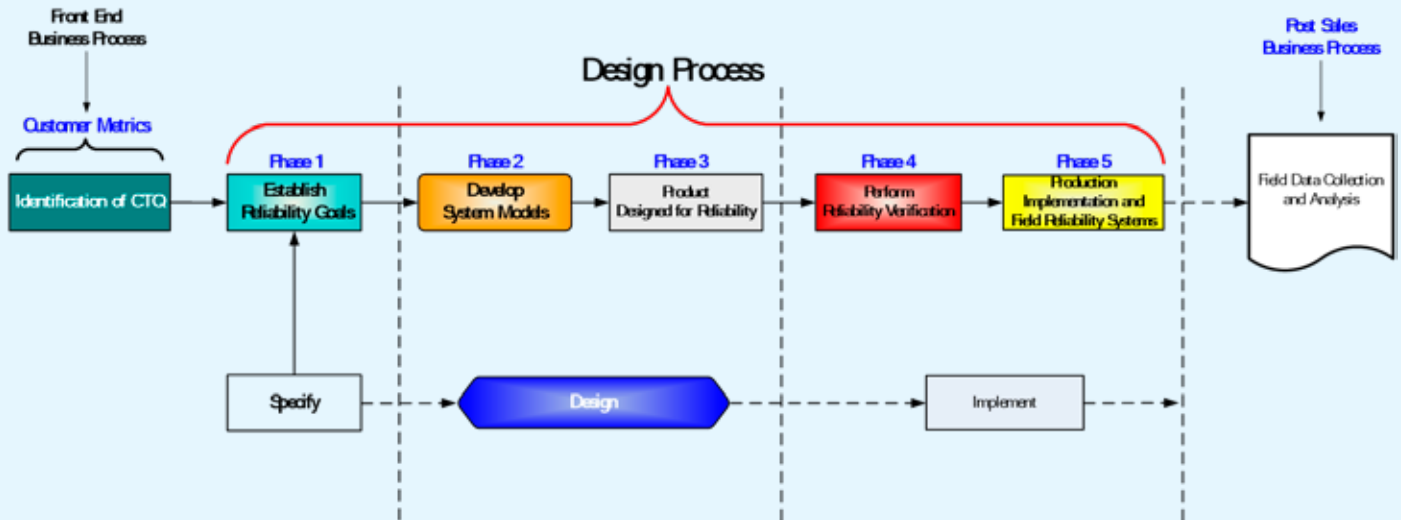 Front End
Business Process
Post Sales
Business Process
Design Process
Customer Metrics
Phase 1
Phase 2
Phase 3
Phase 4
Phase 5
Identification of CTQ
Establish
Reliability Goals
Develop
System Models
Product
Designed for Reliability
Perform
Reliability Verification
Production
Implementation and
Field Reliability Systems
Field Data Collection
and Analysis
Specify
Design
Implement